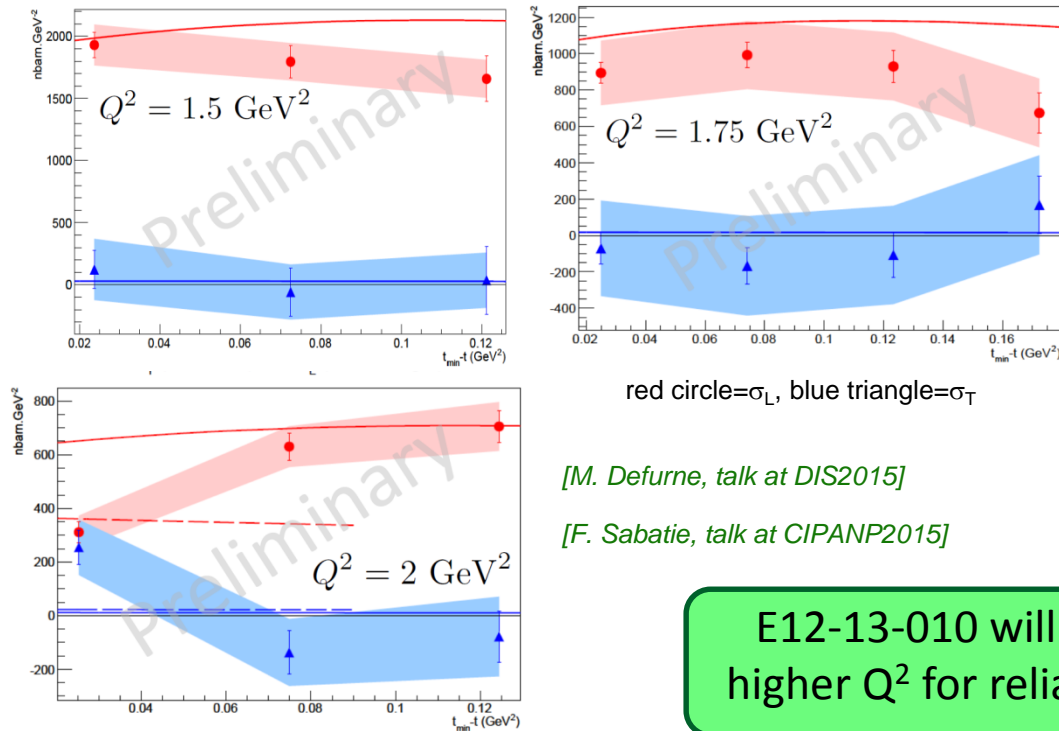 nbarn.GeV⁻²
2000
1500
1000
500
0
Q² = 1.5 GeV²
Preliminary
0.02 0.04 0.06 0.08 0.1 0.12
t_min-t (GeV²)
nbarn.GeV⁻²
1200
1000
800
600
400
200
0
-200
-400
Q² = 1.75 GeV²
Preliminary
0.02 0.04 0.06 0.08 0.1 0.12 0.14 0.16
t_min-t (GeV²)
red circle=σ_L, blue triangle=σ_T
nbarn.GeV⁻²
800
600
400
200
0
-200
Q² = 2 GeV²
Preliminary
0.04 0.06 0.08 0.1 0.12
t_min-t (GeV²)
[M. Defurne, talk at DIS2015]
[F. Sabatie, talk at CIPANP2015]
E12-13-010 will
higher Q² for relia